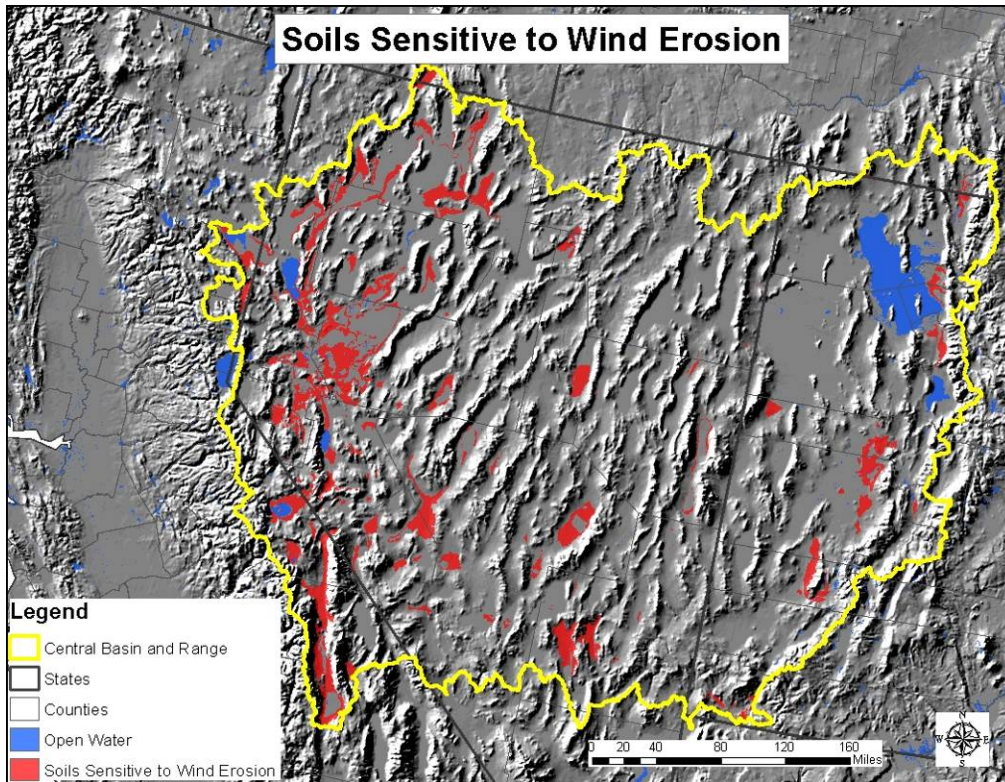 Soils Sensitive to Wind Erosion
Legend
Central Basin and Range
States
Counties
Open Water
Soils Sensitive to Wind Erosion
N
W E
S
0 20 40 80 120 160
Miles